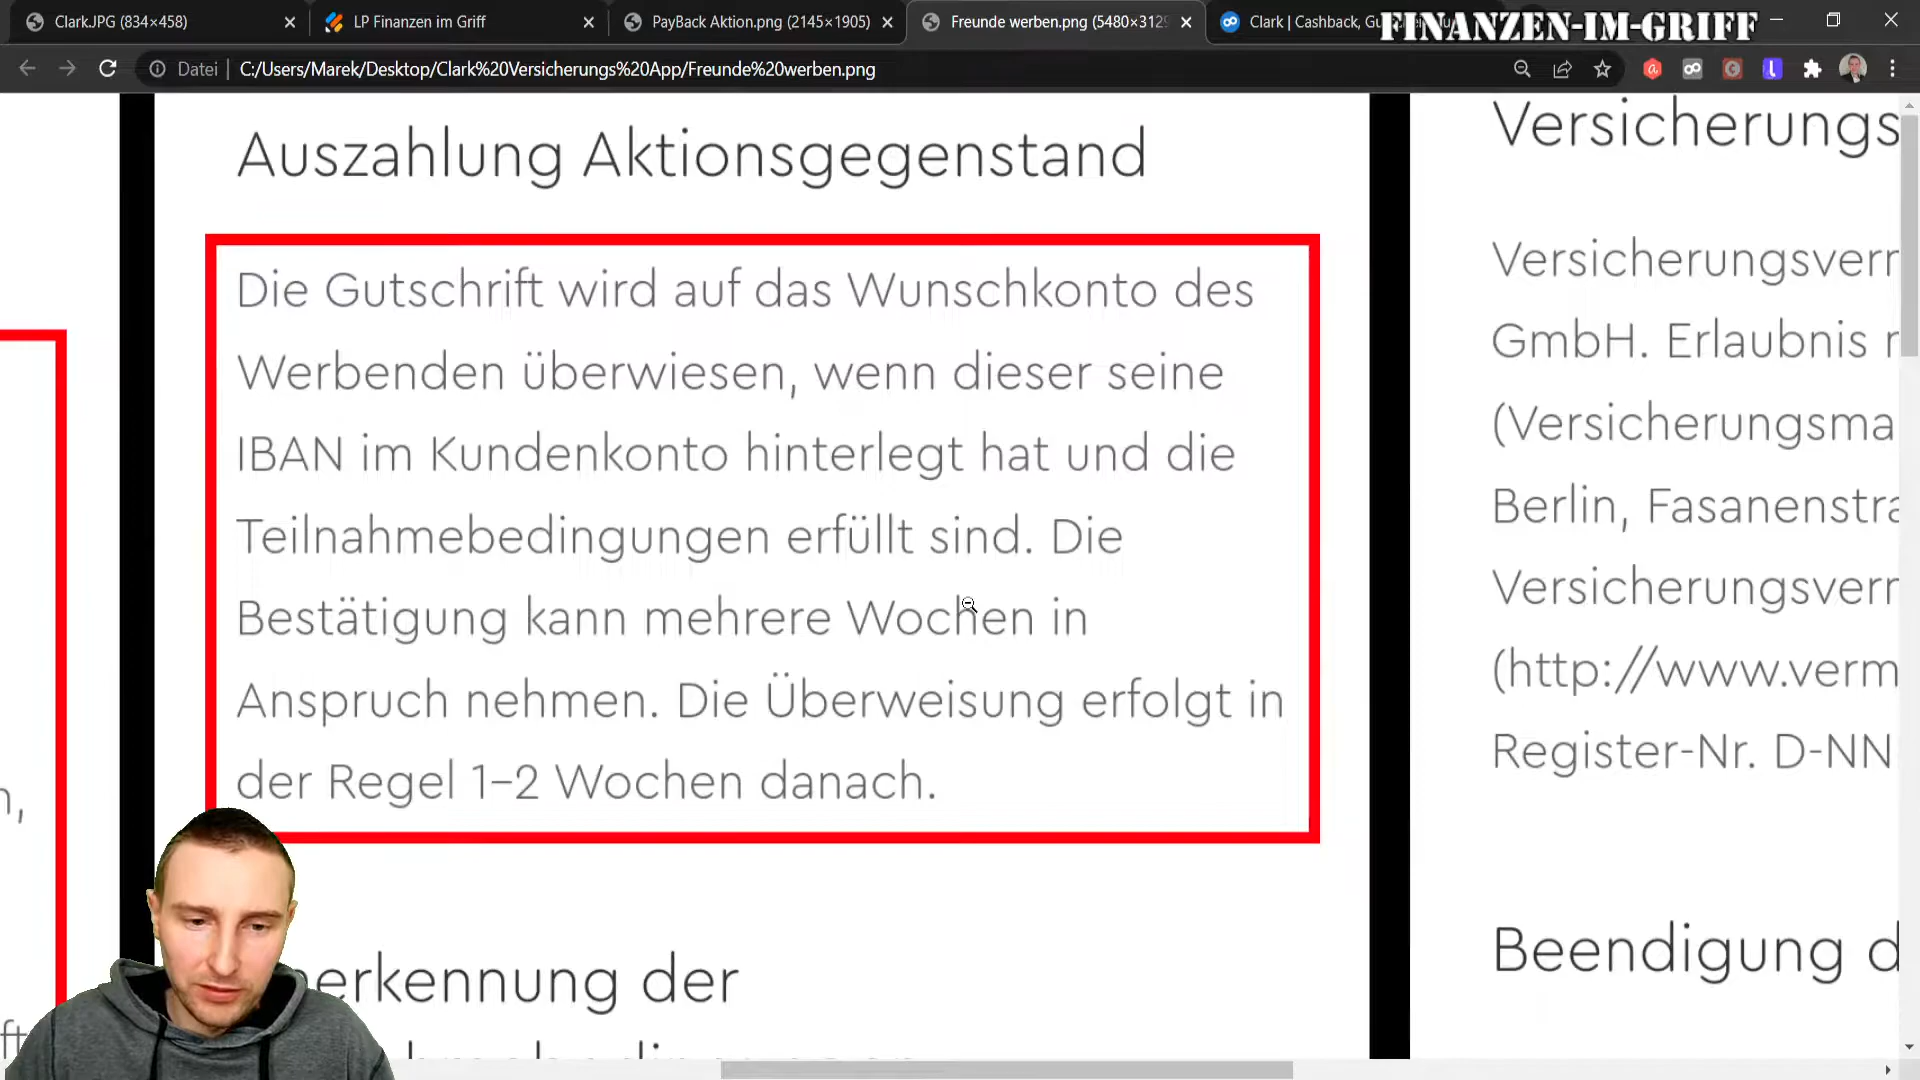 Clark.JPG (834×458)
LP Finanzen im Griff
PayBack Aktion.png (2145×1905)
Freunde werben.png (5480×3129
Clark | Cashback,
FINANZEN-IM-GRIFF
Datei
C:/Users/Marek/Desktop/Clark%20Versicherungs%20App/Freunde%20werben.png
Auszahlung Aktionsgegenstand
Die Gutschrift wird auf das Wunschkonto des
Werbenden überwiesen, wenn dieser seine
IBAN im Kundenkonto hinterlegt hat und die
Teilnahmebedingungen erfüllt sind. Die
Bestätigung kann mehrere Wochen in
Anspruch nehmen. Die Überweisung erfolgt in
der Regel 1-2 Wochen danach.
erkennung der
Versicherungs
Versicherungsverr
GmbH. Erlaubnis
(Versicherungsma
Berlin, Fasanenstra
Versicherungsverr
(http://www.verm
Register-Nr. D-NN
Beendigung d